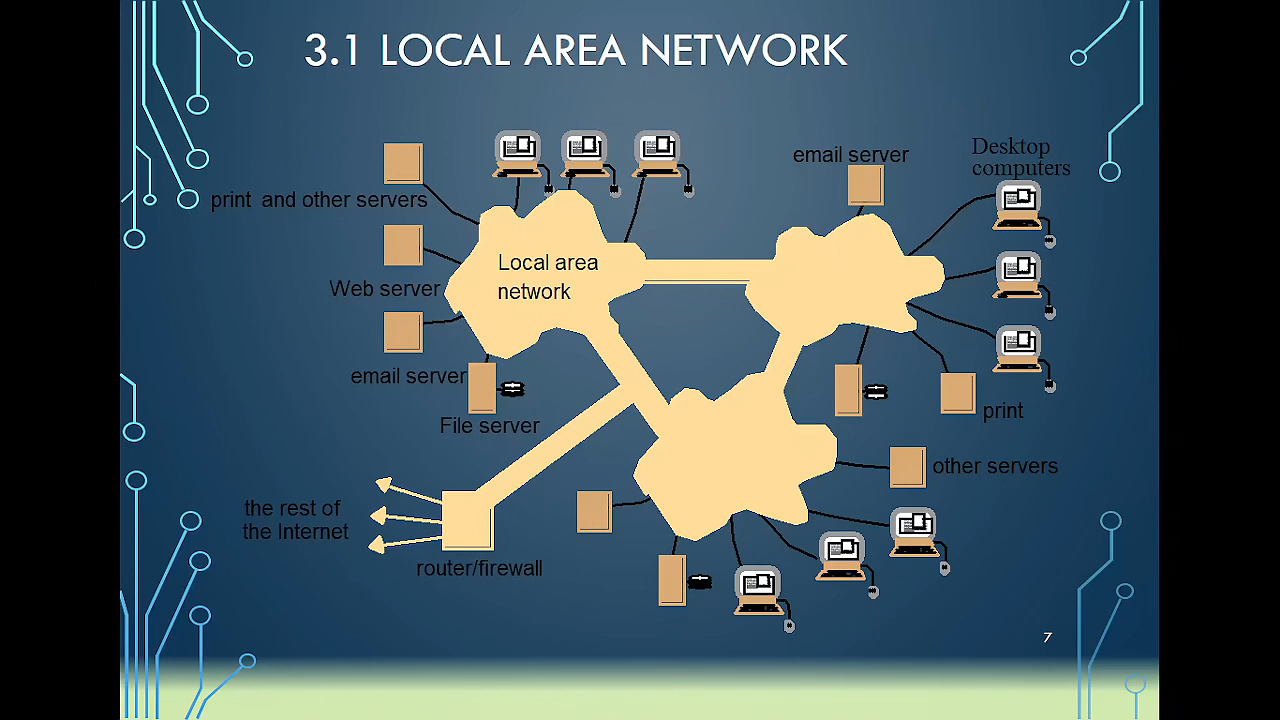 3.1 LOCAL AREA NETWORK
email server
Desktop
computers
print and other servers
Local area
network
Web server
email server
File server
print
other servers
the rest of
the Internet
router/firewall
7